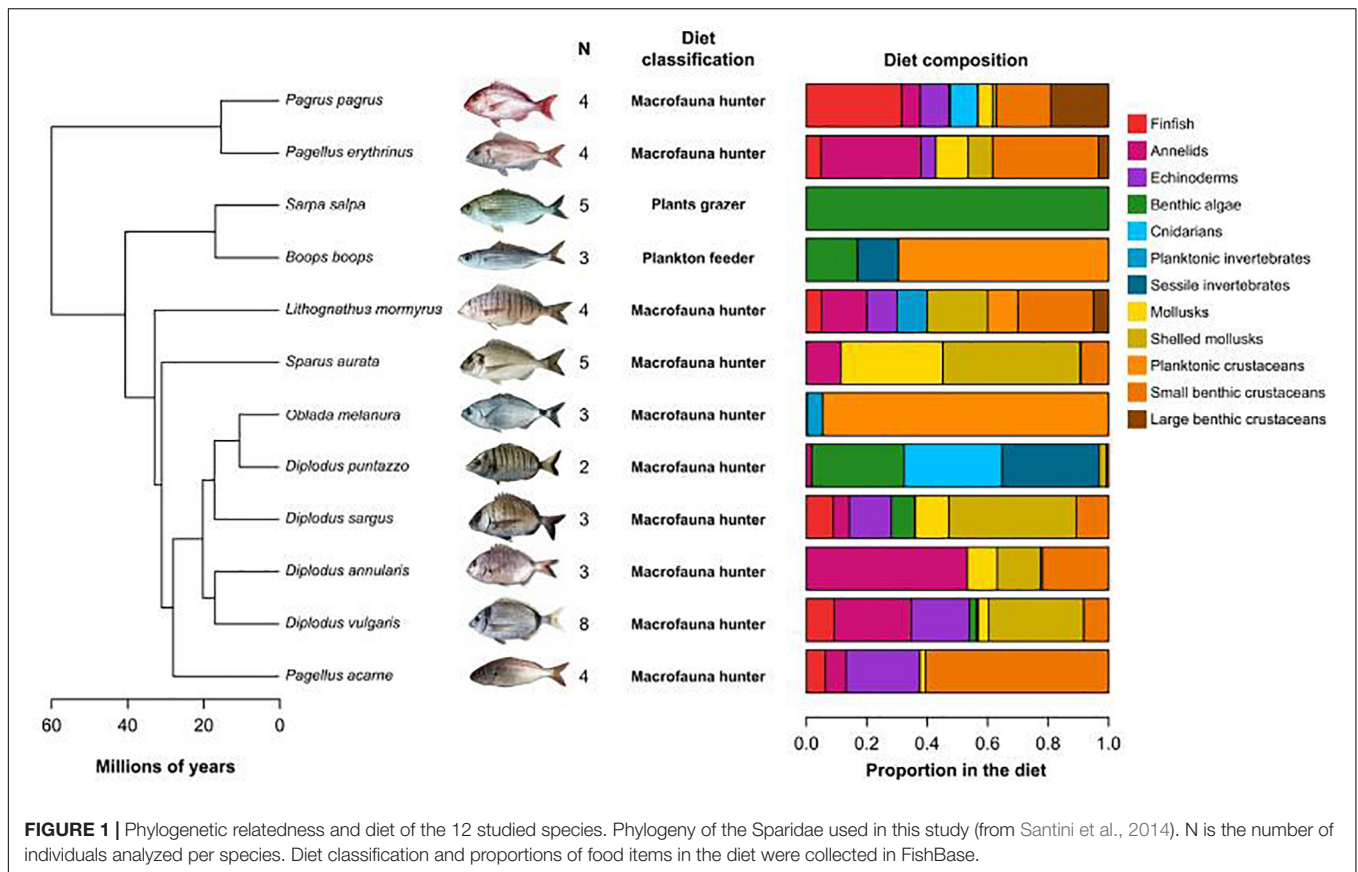 N
Diet
classification
Diet composition
Pagrus pagrus 4 Macrofauna hunter
Pagellus erythrinus 4 Macrofauna hunter
Sarpa salpa 5 Plants grazer
Boops boops 3 Plankton feeder
Lithognathus mormyrus 4 Macrofauna hunter
Sparus aurata 5 Macrofauna hunter
Oblada melanura 3 Macrofauna hunter
Diplodus puntazzo 2 Macrofauna hunter
Diplodus sargus 3 Macrofauna hunter
Diplodus annularis 3 Macrofauna hunter
Diplodus vulgaris 8 Macrofauna hunter
Pagellus acarne 4 Macrofauna hunter
Finfish
Annelids
Echinoderms
Benthic algae
Cnidarians
Planktonic invertebrates
Sessile invertebrates
Mollusks
Shelled mollusks
Planktonic crustaceans
Small benthic crustaceans
Large benthic crustaceans
60 40 20 0
Millions of years
0.0 0.2 0.4 0.6 0.8 1.0
Proportion in the diet
FIGURE 1 | Phylogenetic relatedness and diet of the 12 studied species. Phylogeny of the Sparidae used in this study (from Santini et al., 2014). N is the number of
individuals analyzed per species. Diet classification and proportions of food items in the diet were collected in FishBase.